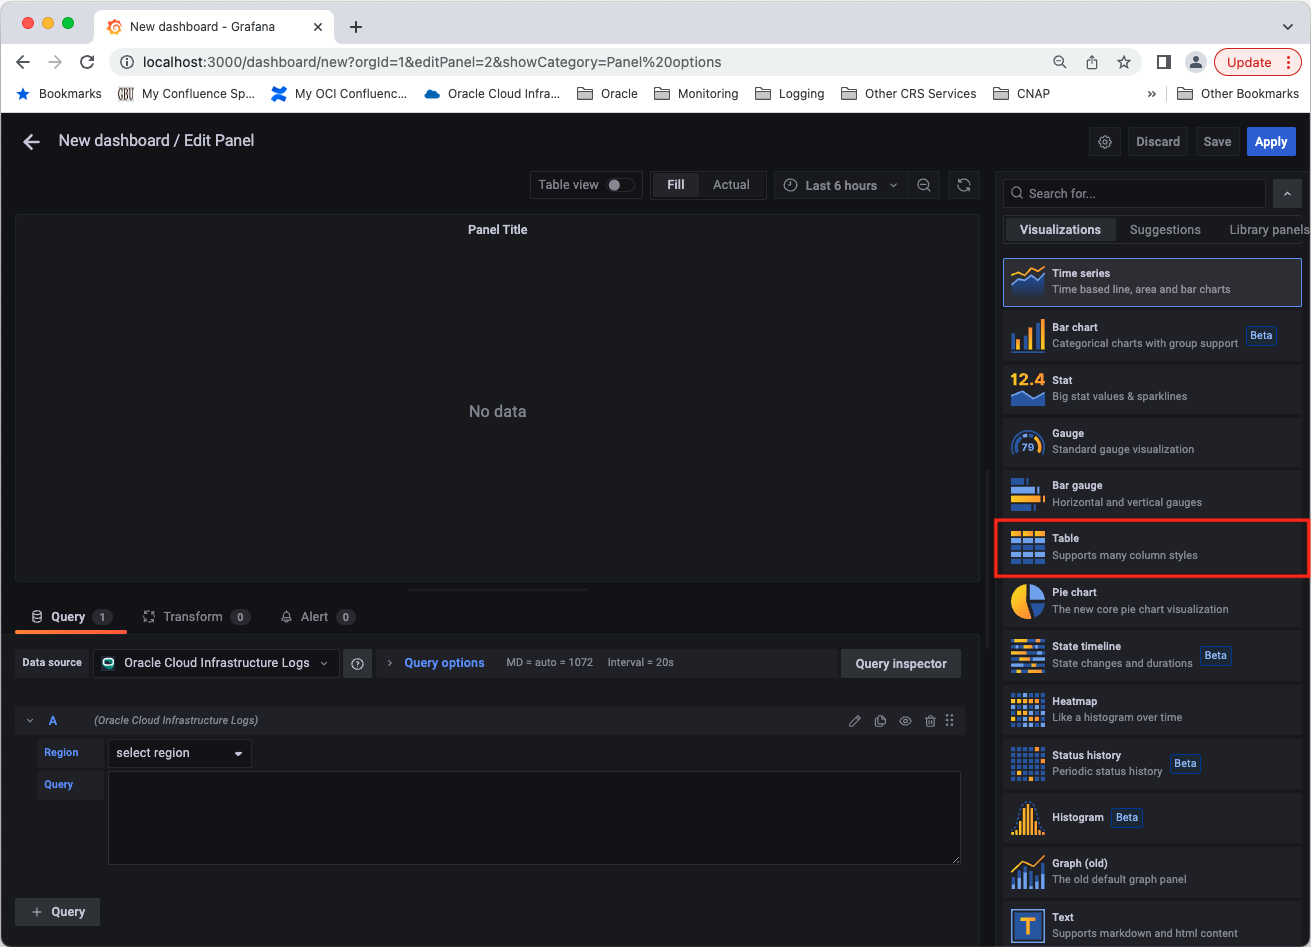 New dashboard - Grafana
localhost:3000/dashboard/new?orgId=1&editPanel=2&showCategory=Panel%20options
Update
Bookmarks
GBU My Confluence Sp...
My OCI Confluenc...
Oracle Cloud Infra...
Oracle
Monitoring
Logging
Other CRS Services
CNAP
»
Other Bookmarks
New dashboard / Edit Panel
Discard
Save
Apply
Table view
Fill
Actual
Last 6 hours
Search for...
Panel Title
No data
Visualizations
Suggestions
Library panels
Time series
Time based line, area and bar charts
Bar chart
Categorical charts with group support
Beta
12.4
Stat
Big stat values & sparklines
79
Gauge
Standard gauge visualization
Bar gauge
Horizontal and vertical gauges
Table
Supports many column styles
Pie chart
The new core pie chart visualization
State timeline
State changes and durations
Beta
Heatmap
Like a histogram over time
Status history
Periodic status history
Beta
Histogram
Beta
Graph (old)
The old default graph panel
T
Text
Supports markdown and html content
Query 1
Transform 0
Alert 0
Data source
Oracle Cloud Infrastructure Logs
Query options
MD = auto = 1072
Interval = 20s
Query inspector
A
(Oracle Cloud Infrastructure Logs)
Region
select region
Query
+ Query